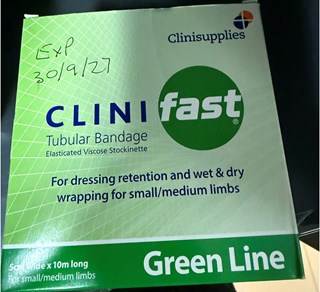 Clinisupplies
Exp
30/9/27
CLINI fast®
Tubular Bandage
Elasticated Viscose Stockinette
For dressing retention and wet & dry
wrapping for small/medium limbs
5cm wide x 10m long
For small/medium limbs
Green Line